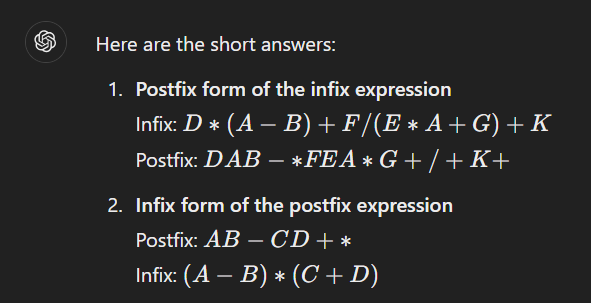 Here are the short answers:
1. Postfix form of the infix expression
Infix: D ∗ (A − B) + F/(E ∗ A + G) + K
Postfix: DAB − ∗FEA ∗ G + / + K+
2. Infix form of the postfix expression
Postfix: AB − CD + ∗
Infix: (A − B) ∗ (C + D)